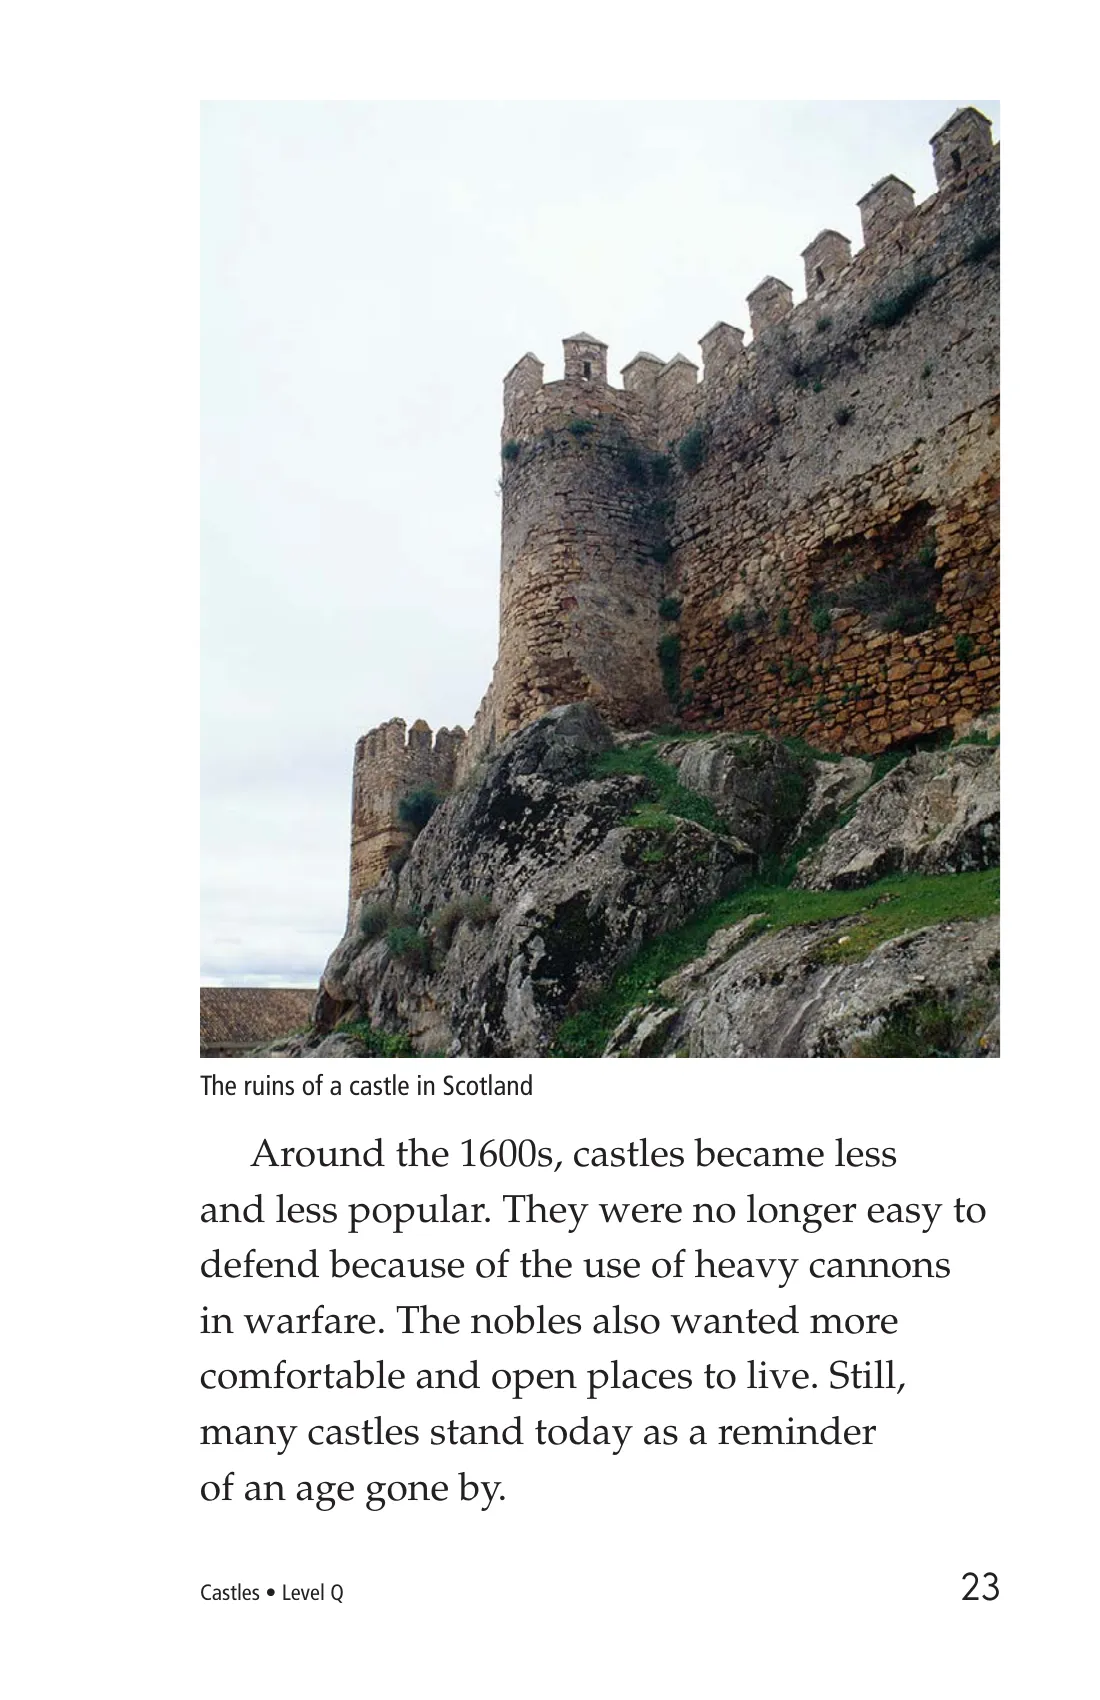 The ruins of a castle in Scotland
Around the 1600s, castles became less
and less popular. They were no longer easy to
defend because of the use of heavy cannons
in warfare. The nobles also wanted more
comfortable and open places to live. Still,
many castles stand today as a reminder
of an age gone by.
Castles • Level Q
23